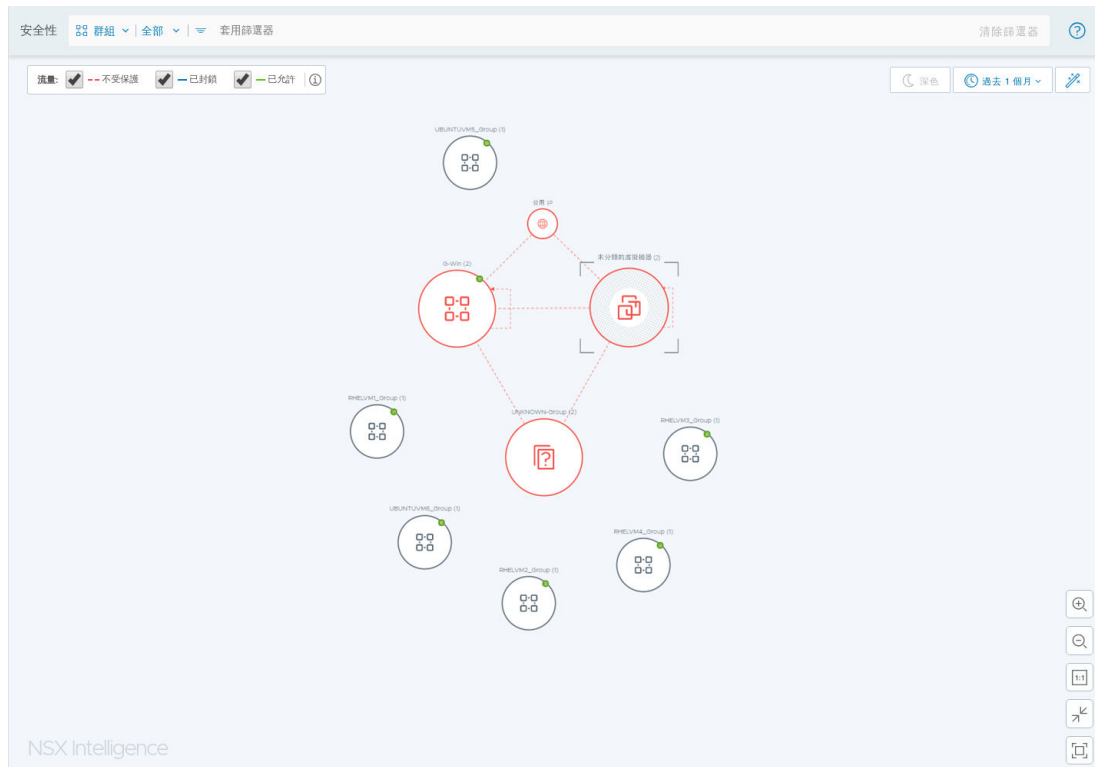 安全性 群組 全部 套用篩選器 清除篩選器
流量: 不受保護 已封鎖 已允許 深色 過去 1 個月
UBUNTUVM5_Group (1)
公用 IP
未分類的虛擬機器 (2)
G-Win (2)
RHELVM1_Group (1)
UNKNOWN-Group (2)
RHELVM3_Group (1)
UBUNTUVM6_Group (1)
RHELVM4_Group (1)
RHELVM2_Group (1)
1:1
NSX Intelligence